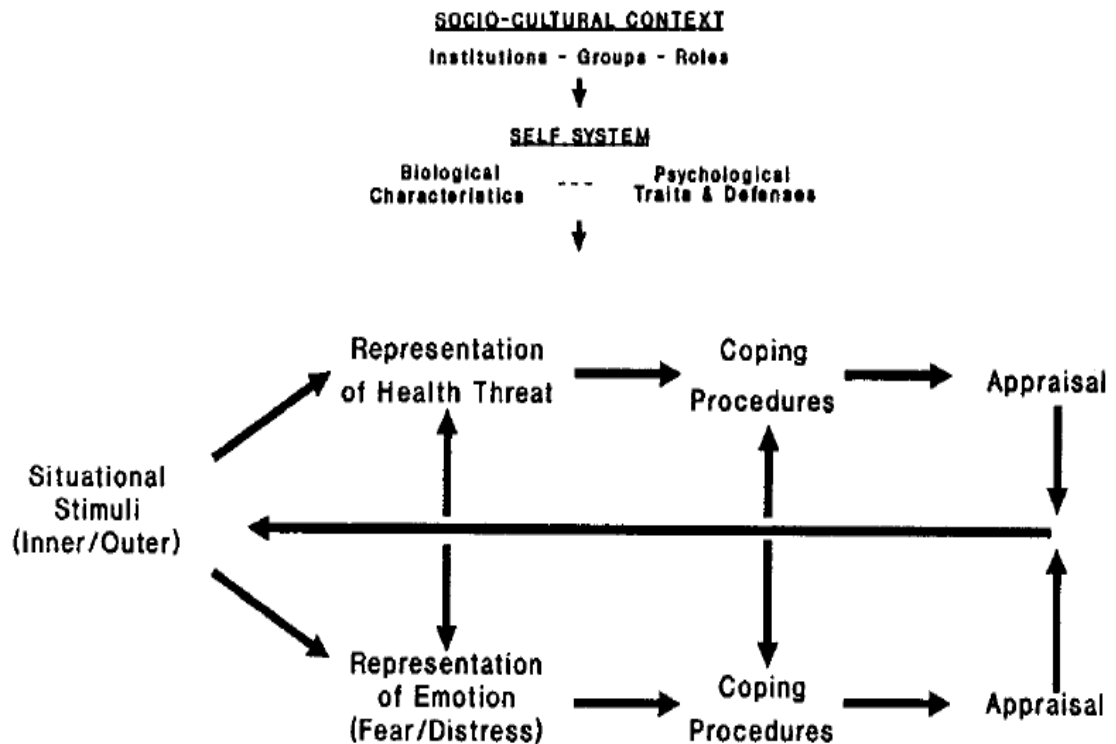 SOCIO-CULTURAL CONTEXT
Institutions - Groups - Roles
SELF SYSTEM
Biological
Characteristics
---
Psychological
Traits & Defenses
Representation
of Health Threat
Coping
Procedures
Appraisal
Situational
Stimuli
(Inner/Outer)
Representation
of Emotion
(Fear/Distress)
Coping
Procedures
Appraisal